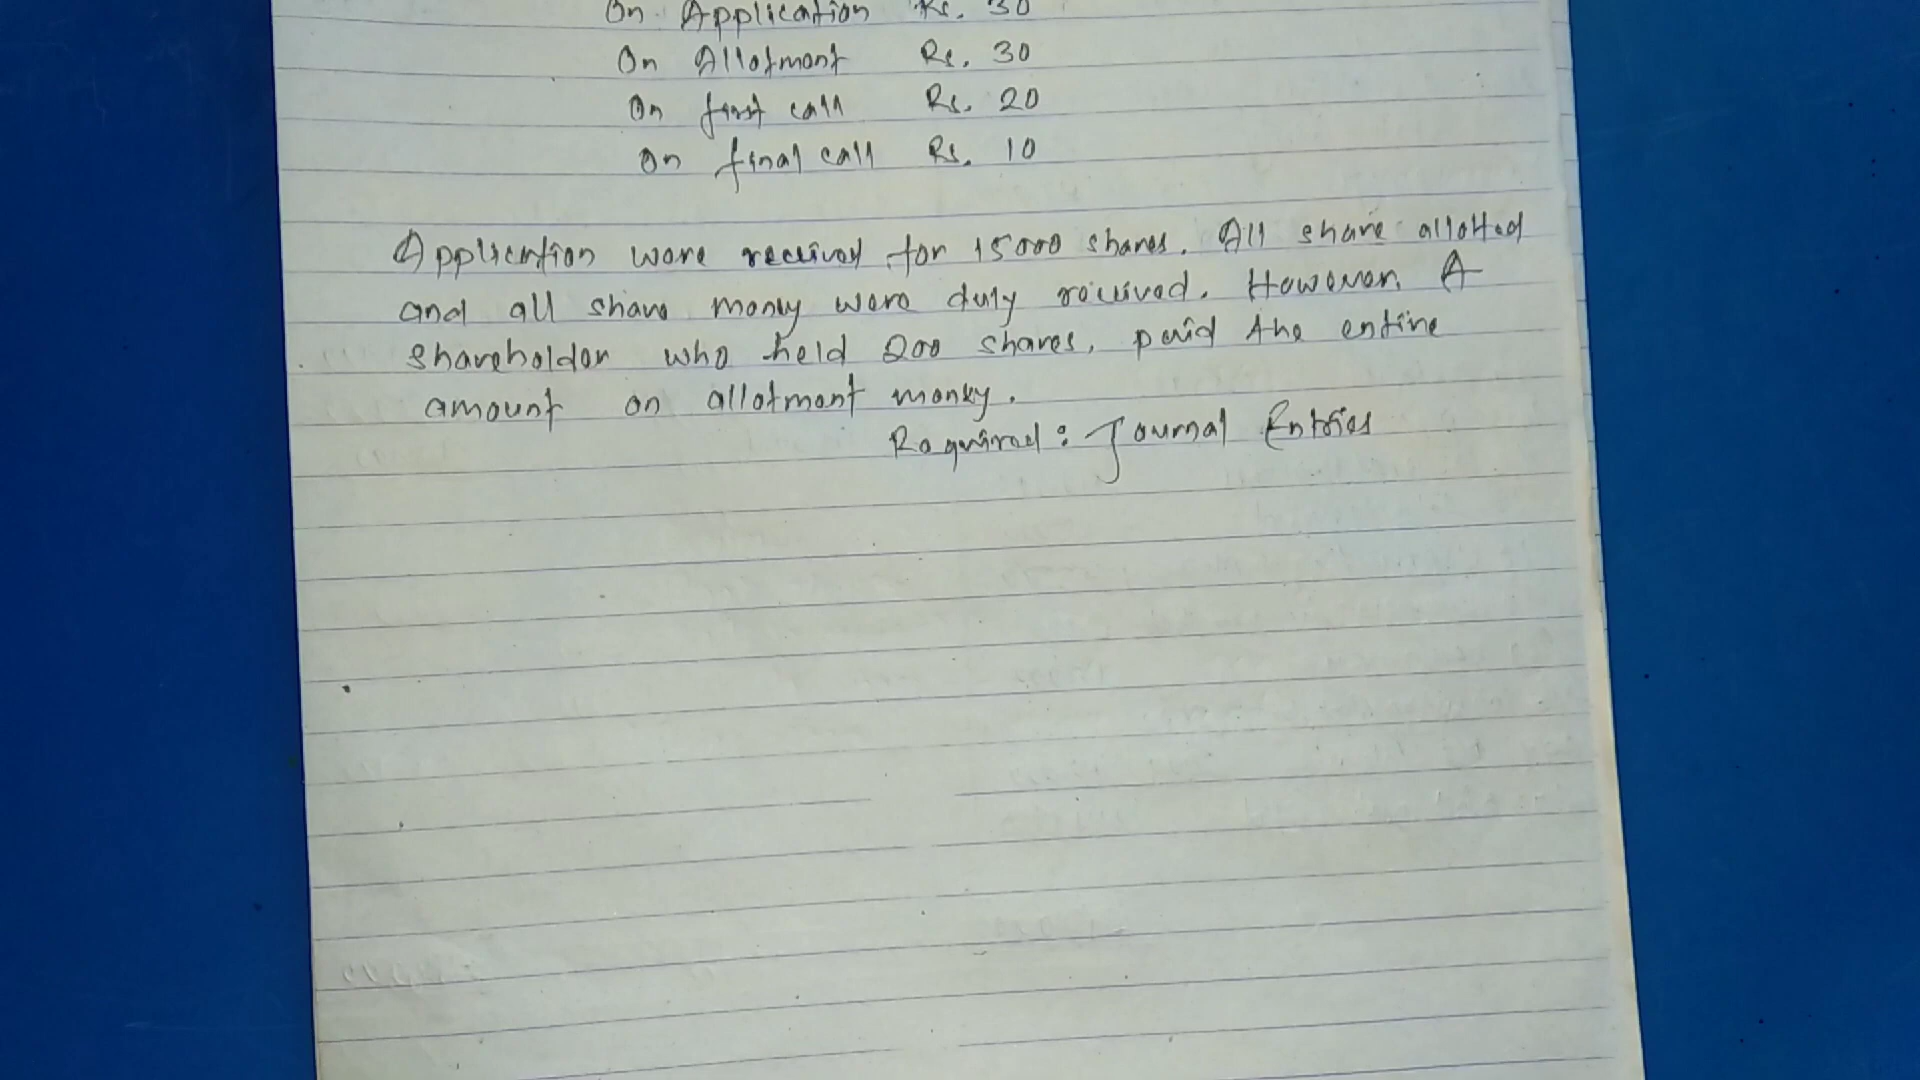 On Application Rs. 30
On Allotment Rs. 30
On first call Rs. 20
On final call Rs. 10
Application were received for 15000 shares. All share allotted
and all share money were duly received. However, A
shareholder who held 200 shares, paid the entire
amount on allotment money.
Required: Journal Entries